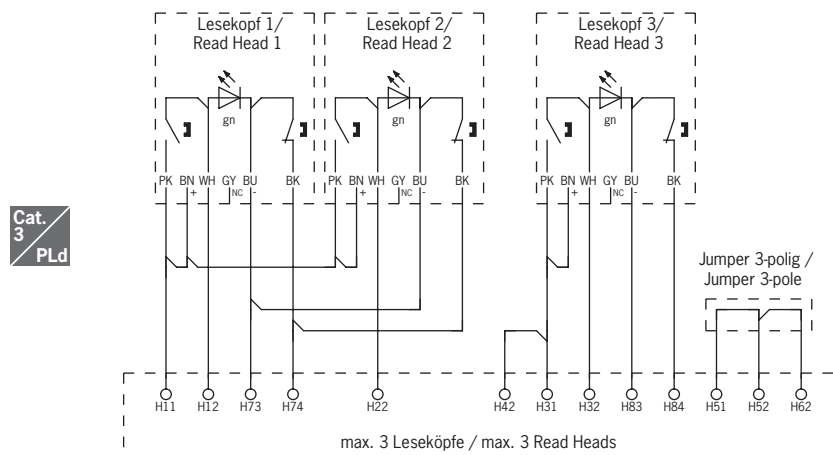 Lesekopf 1/
Read Head 1
Lesekopf 2/
Read Head 2
Lesekopf 3/
Read Head 3
gn
gn
gn
PK BN WH GY BU BK
+ NC -
PK BN WH GY BU BK
+ NC -
PK BN WH GY BU BK
+ NC -
Cat.
3
PLd
Jumper 3-polig /
Jumper 3-pole
H11 H12 H73 H74 H22 H42 H31 H32 H83 H84 H51 H52 H62
max. 3 Leseköpfe / max. 3 Read Heads